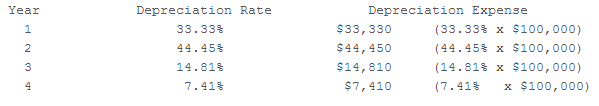 Year Depreciation Rate Depreciation Expense
1 33.33% $33,330 (33.33% x $100,000)
2 44.45% $44,450 (44.45% x $100,000)
3 14.81% $14,810 (14.81% x $100,000)
4 7.41% $7,410 (7.41% x $100,000)